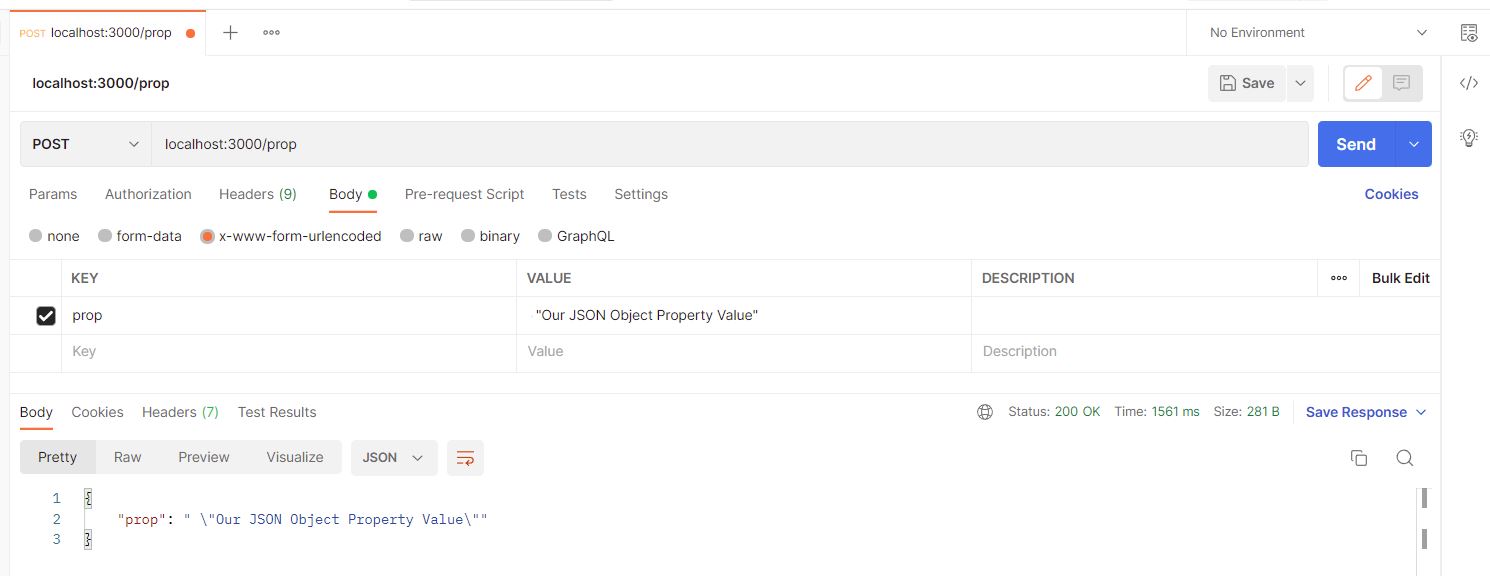 POST localhost:3000/prop No Environment
localhost:3000/prop Save
POST localhost:3000/prop Send
Params Authorization Headers (9) Body Pre-request Script Tests Settings Cookies
none form-data x-www-form-urlencoded raw binary GraphQL
KEY VALUE DESCRIPTION Bulk Edit
prop "Our JSON Object Property Value"
Key Value Description
Body Cookies Headers (7) Test Results Status: 200 OK Time: 1561 ms Size: 281 B Save Response
Pretty Raw Preview Visualize JSON
1 {
2 "prop": " \"Our JSON Object Property Value\""
3 }